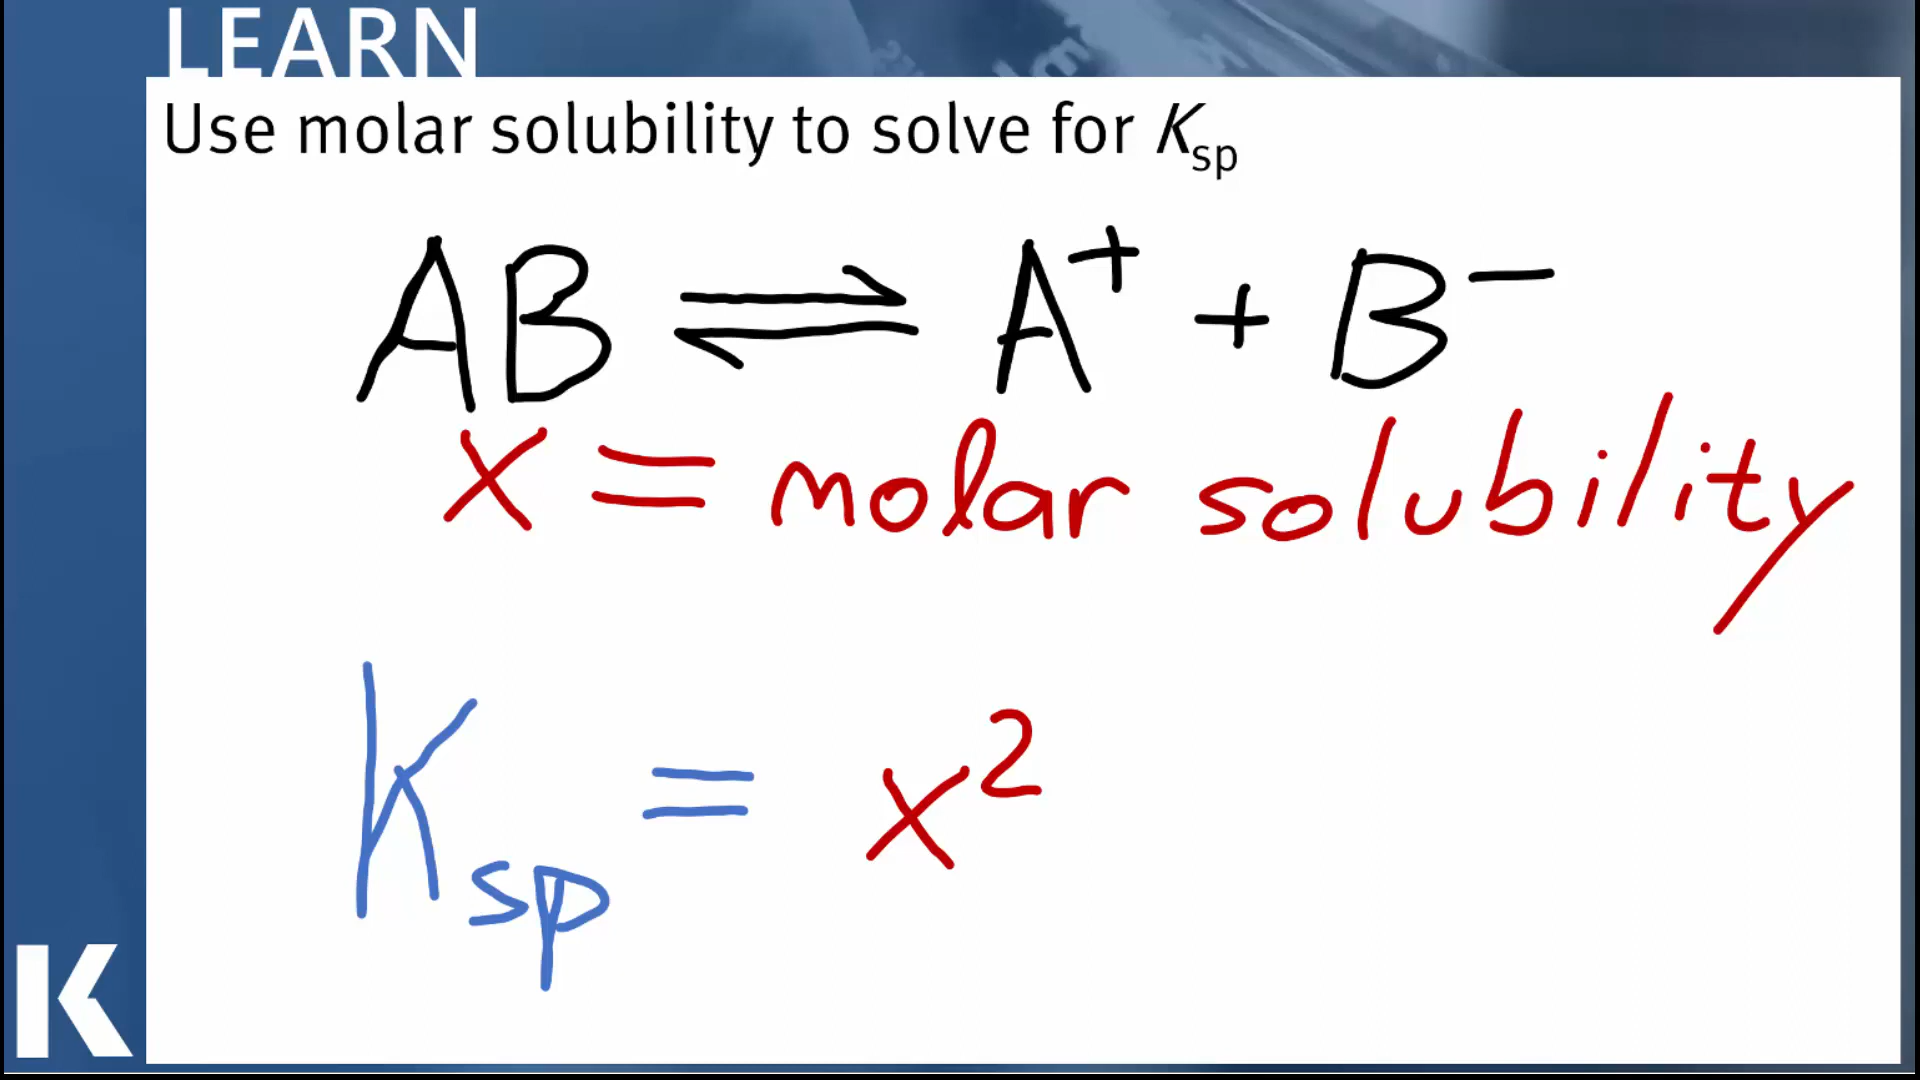 LEARN
Use molar solubility to solve for Ksp
AB ⇌ A⁺ + B⁻
x = molar solubility
Ksp = x²
K